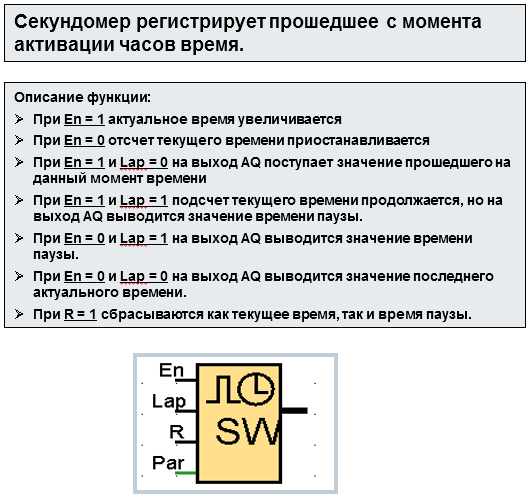 Секундомер регистрирует прошедшее с момента
активации часов время.
Описание функции:
➢ При En = 1 актуальное время увеличивается
➢ При En = 0 отсчет текущего времени приостанавливается
➢ При En = 1 и Lap = 0 на выход AQ поступает значение прошедшего на
данный момент времени
➢ При En = 1 и Lap = 1 подсчет текущего времени продолжается, но на
выход AQ выводится значение времени паузы.
➢ При En = 0 и Lap = 1 на выход AQ выводится значение времени
паузы.
➢ При En = 0 и Lap = 0 на выход AQ выводится значение последнего
актуального времени.
➢ При R = 1 сбрасываются как текущее время, так и время паузы.
En
Lap
R
Par
SW